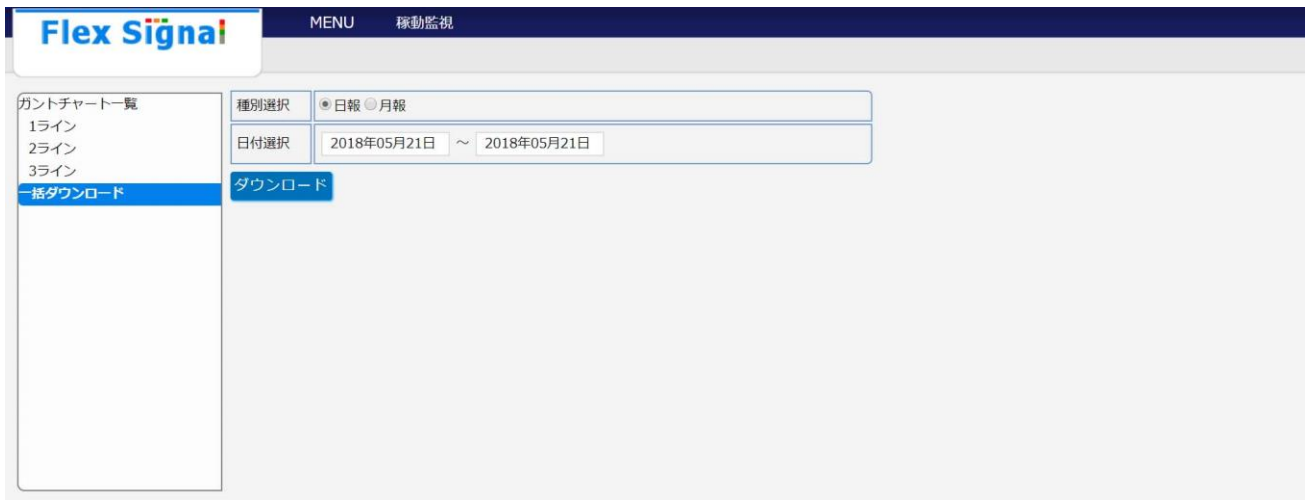 Flex Signal
MENU 稼動監視
ガントチャート一覧
1ライン
2ライン
3ライン
一括ダウンロード
種別選択 日報 月報
日付選択 2018年05月21日 ～ 2018年05月21日
ダウンロード